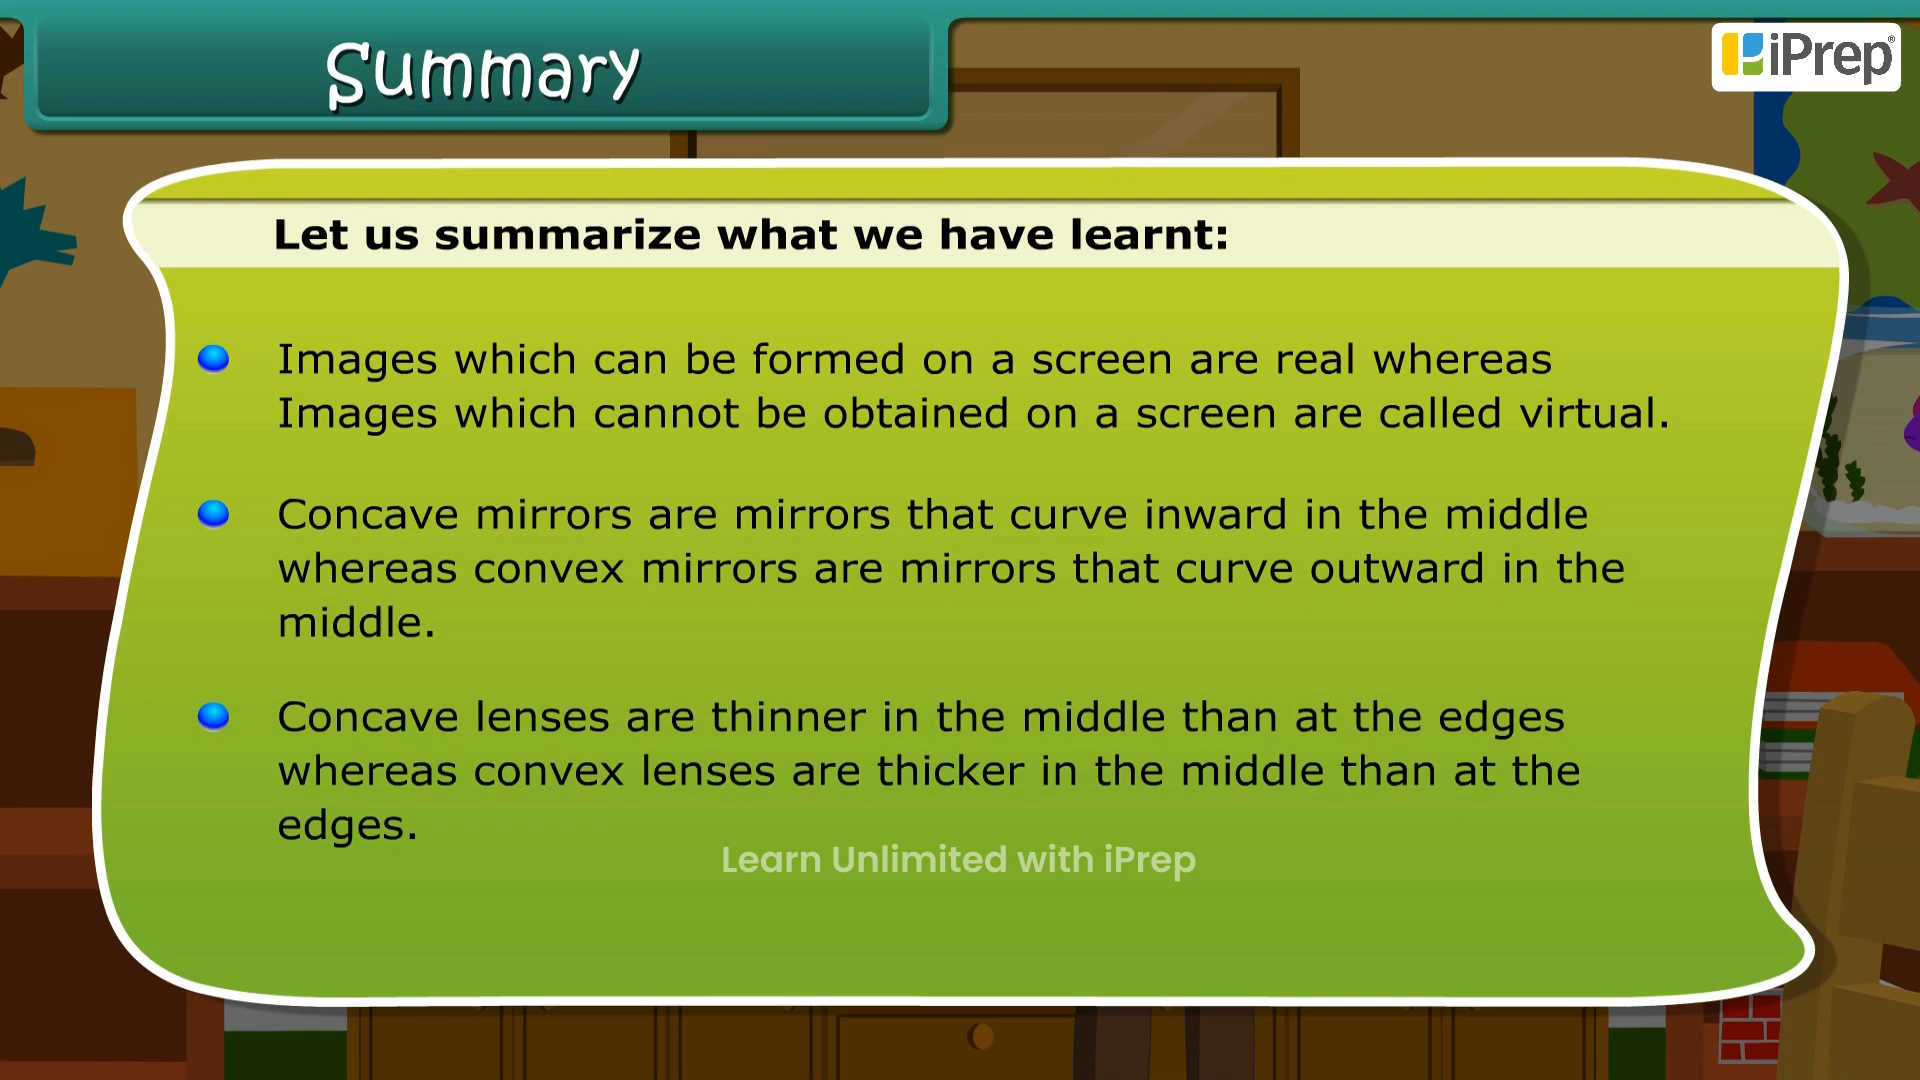 Summary
iPrep®
Let us summarize what we have learnt:
Images which can be formed on a screen are real whereas
Images which cannot be obtained on a screen are called virtual.
Concave mirrors are mirrors that curve inward in the middle
whereas convex mirrors are mirrors that curve outward in the
middle.
Concave lenses are thinner in the middle than at the edges
whereas convex lenses are thicker in the middle than at the
edges.
Learn Unlimited with iPrep